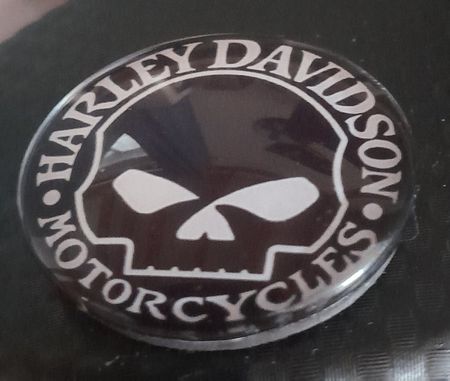 HARLEY DAVIDSON
• MOTORCYCLES •